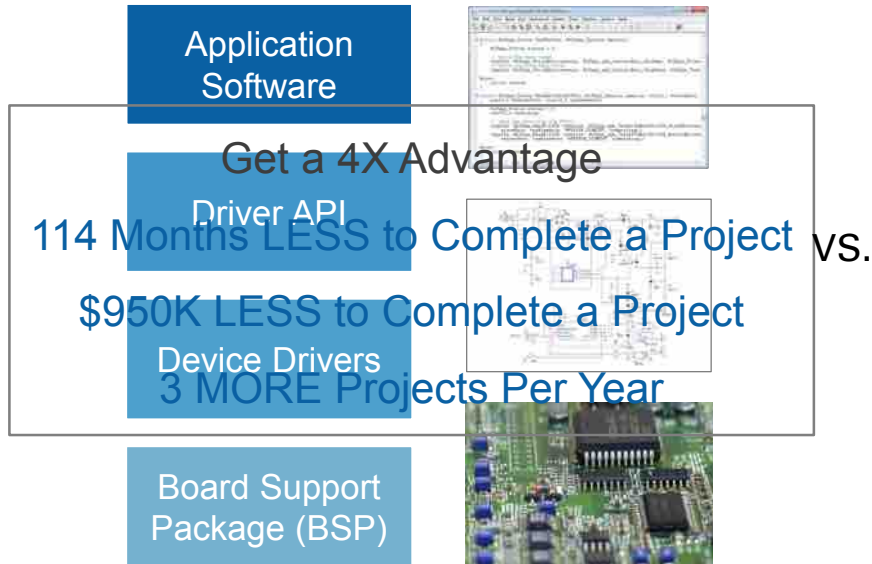 Application
Software
Get a 4X Advantage
Driver API
114 Months LESS to Complete a Project
vs.
$950K LESS to Complete a Project
Device Drivers
3 MORE Projects Per Year
Board Support
Package (BSP)